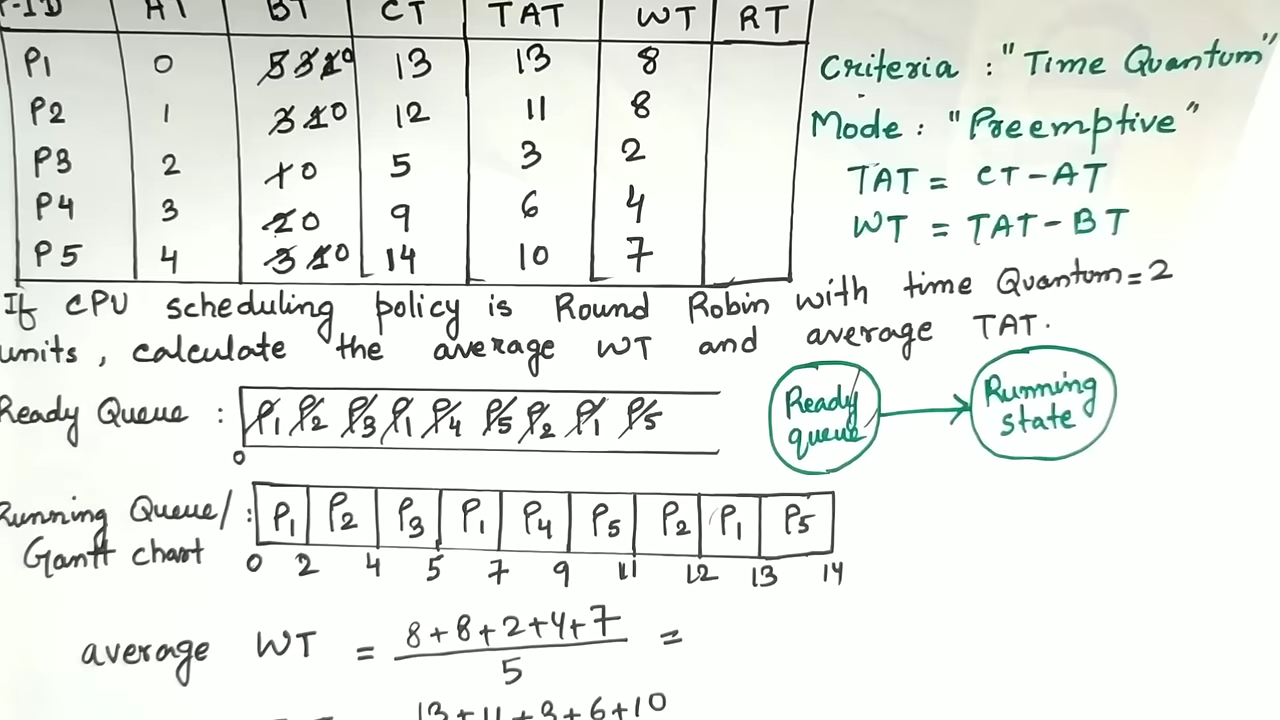 P-ID AT BT CT TAT WT RT
P1 0 5 3 1 0 13 13 8
P2 1 3 1 0 12 11 8
P3 2 1 0 5 3 2
P4 3 2 0 9 6 4
P5 4 3 1 0 14 10 7
Criteria : "Time Quantum"
Mode : "Preemptive"
TAT = CT-AT
WT = TAT-BT
If CPU scheduling policy is Round Robin with time Quantum=2
units, calculate the average WT and average TAT.
Ready Queue : P1 P2 P3 P1 P4 P5 P2 P1 P5
0
Ready queue
Running state
Running Queue/ : P1 P2 P3 P1 P4 P5 P2 P1 P5
Gantt chart 0 2 4 5 7 9 11 12 13 14
average WT = 8+8+2+4+7 =
5
13+11+3+6+10